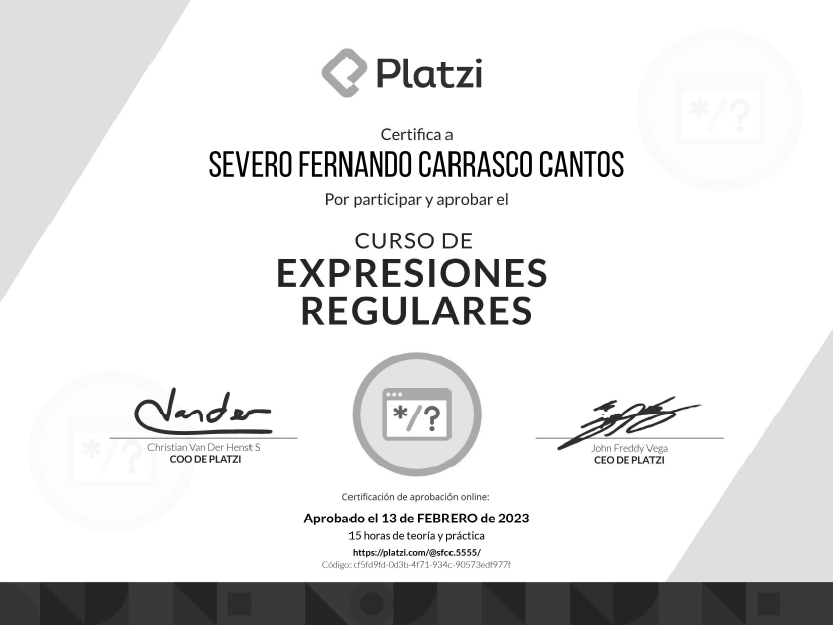 Platzi
Certifica a
SEVERO FERNANDO CARRASCO CANTOS
Por participar y aprobar el
CURSO DE
EXPRESIONES
REGULARES
*/?
Christian Van Der Henst S
COO DE PLATZI
John Freddy Vega
CEO DE PLATZI
Certificación de aprobación online:
Aprobado el 13 de FEBRERO de 2023
15 horas de teoría y práctica
https://platzi.com/@sfcc.5555/
Código: cf5fd9fd-0d3b-4f71-934c-90573edf977f